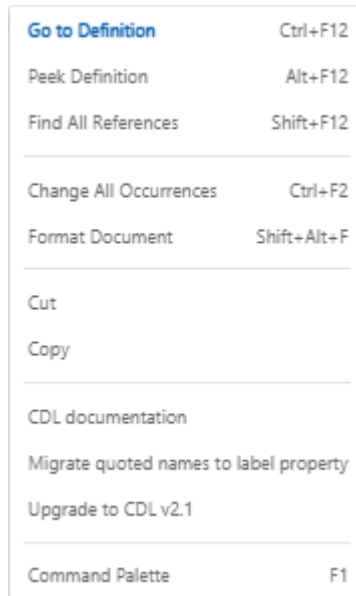 Go to Definition Ctrl+F12
Peek Definition Alt+F12
Find All References Shift+F12
Change All Occurrences Ctrl+F2
Format Document Shift+Alt+F
Cut
Copy
CDL documentation
Migrate quoted names to label property
Upgrade to CDL v2.1
Command Palette F1